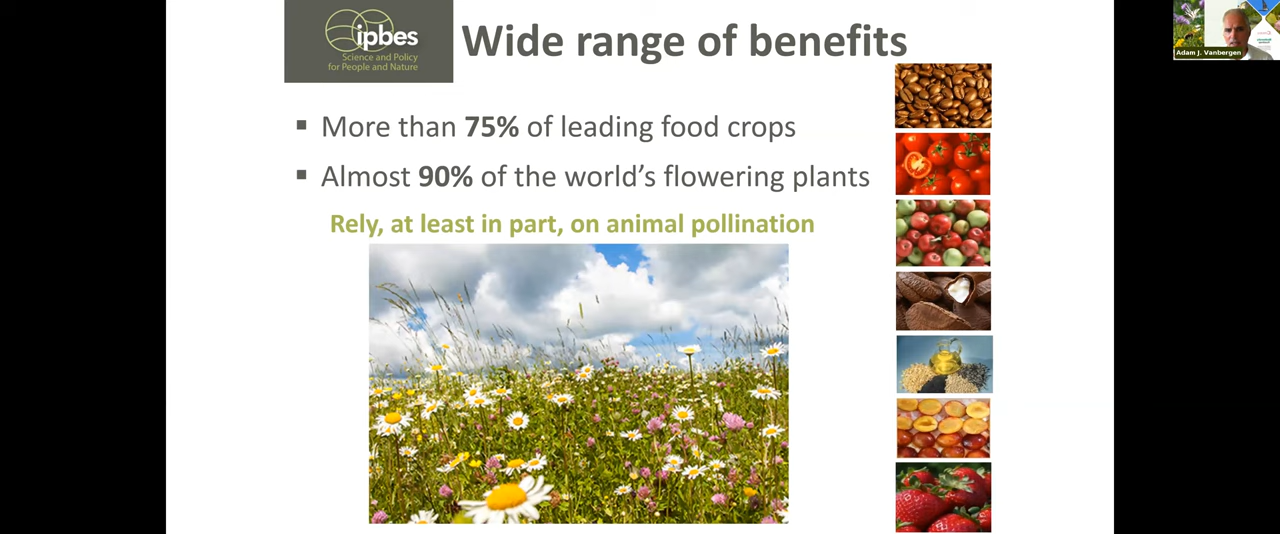 ipbes
Science and Policy
for People and Nature
Wide range of benefits
Adam J. Vanbergen
▪ More than 75% of leading food crops
▪ Almost 90% of the world's flowering plants
Rely, at least in part, on animal pollination